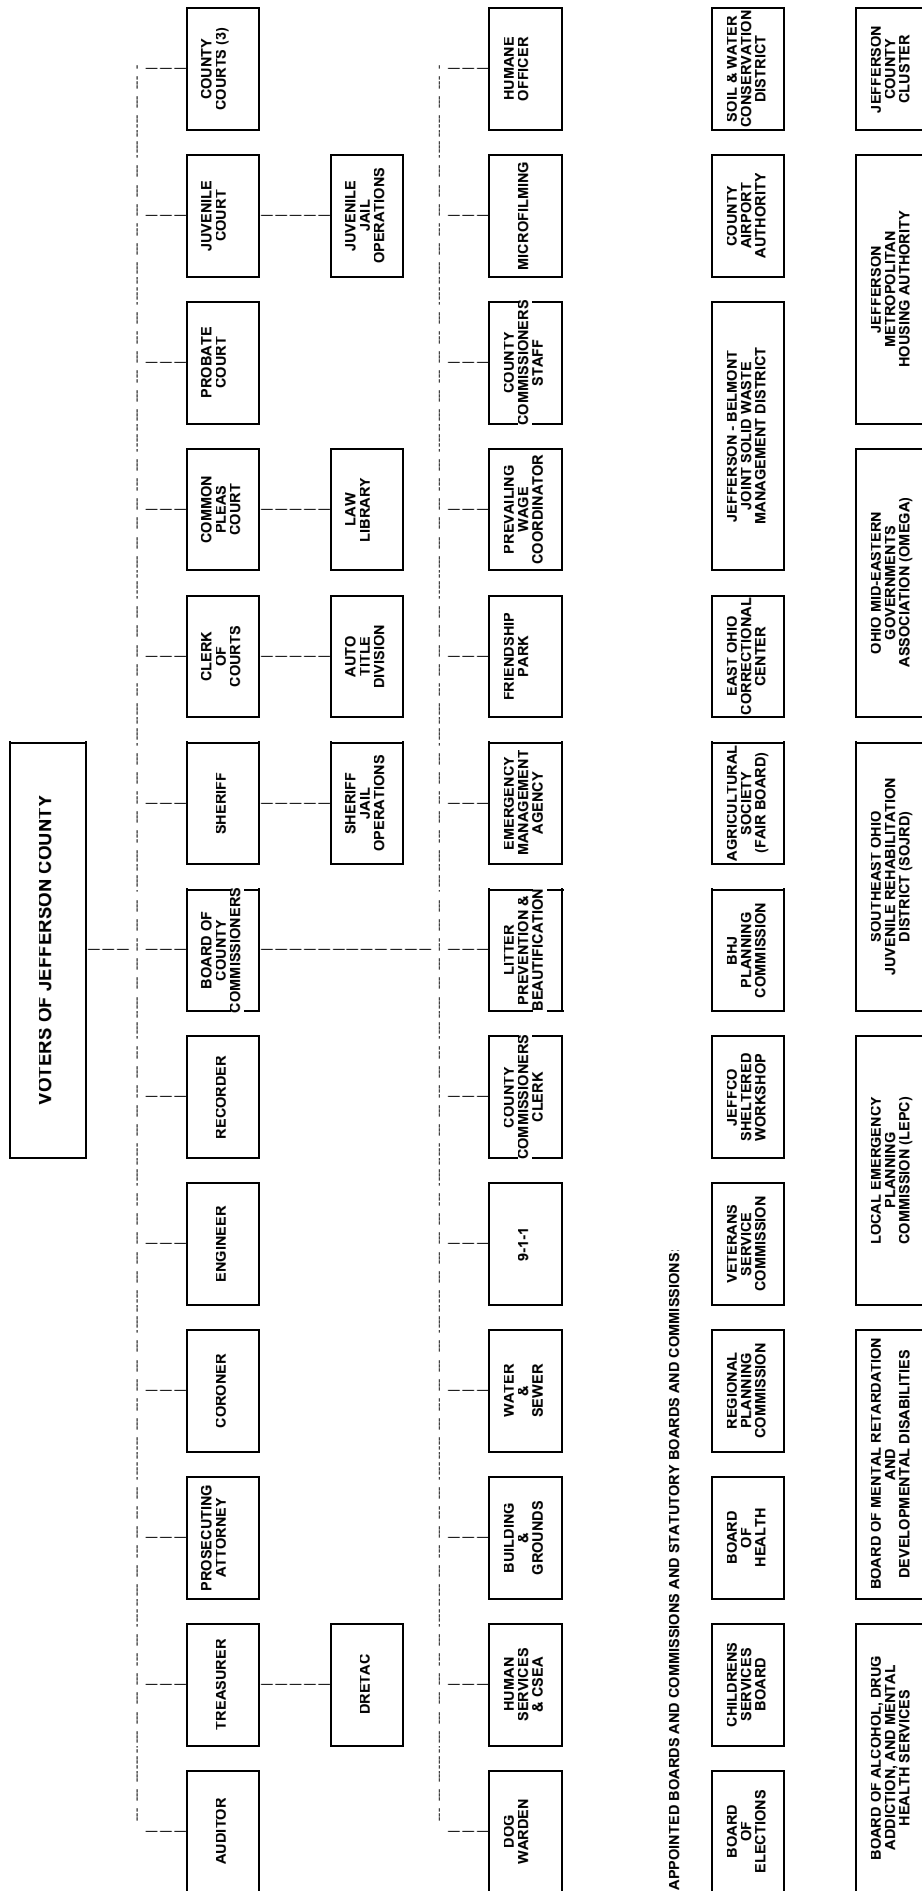 VOTERS OF JEFFERSON COUNTY
AUDITOR
TREASURER
PROSECUTING
ATTORNEY
CORONER
ENGINEER
RECORDER
BOARD OF
COUNTY
COMMISSIONERS
SHERIFF
CLERK
OF
COURTS
COMMON
PLEAS
COURT
PROBATE
COURT
JUVENILE
COURT
COUNTY
COURTS (3)
DRETAC
SHERIFF
JAIL
OPERATIONS
AUTO
TITLE
DIVISION
LAW
LIBRARY
JUVENILE
JAIL
OPERATIONS
DOG
WARDEN
HUMAN
SERVICES
& CSEA
BUILDING
&
GROUNDS
WATER
&
SEWER
9-1-1
COUNTY
COMMISSIONERS
CLERK
LITTER
PREVENTION &
BEAUTIFICATION
EMERGENCY
MANAGEMENT
AGENCY
FRIENDSHIP
PARK
PREVAILING
WAGE
COORDINATOR
COUNTY
COMMISSIONERS
STAFF
MICROFILMING
HUMANE
OFFICER
APPOINTED BOARDS AND COMMISSIONS AND STATUTORY BOARDS AND COMMISSIONS:
BOARD
OF
ELECTIONS
CHILDRENS
SERVICES
BOARD
BOARD
OF
HEALTH
REGIONAL
PLANNING
COMMISSION
VETERANS
SERVICE
COMMISSION
JEFFCO
SHELTERED
WORKSHOP
BHJ
PLANNING
COMMISSION
AGRICULTURAL
SOCIETY
(FAIR BOARD)
EAST OHIO
CORRECTIONAL
CENTER
JEFFERSON - BELMONT
JOINT SOLID WASTE
MANAGEMENT DISTRICT
COUNTY
AIRPORT
AUTHORITY
SOIL & WATER
CONSERVATION
DISTRICT
BOARD OF ALCOHOL, DRUG
ADDICTION, AND MENTAL
HEALTH SERVICES
BOARD OF MENTAL RETARDATION
AND
DEVELOPMENTAL DISABILITIES
LOCAL EMERGENCY
PLANNING
COMMISSION (LEPC)
SOUTHEAST OHIO
JUVENILE REHABILITATION
DISTRICT (SOJRD)
OHIO MID-EASTERN
GOVERNMENTS
ASSOCIATION (OMEGA)
JEFFERSON
METROPOLITAN
HOUSING AUTHORITY
JEFFERSON
COUNTY
CLUSTER